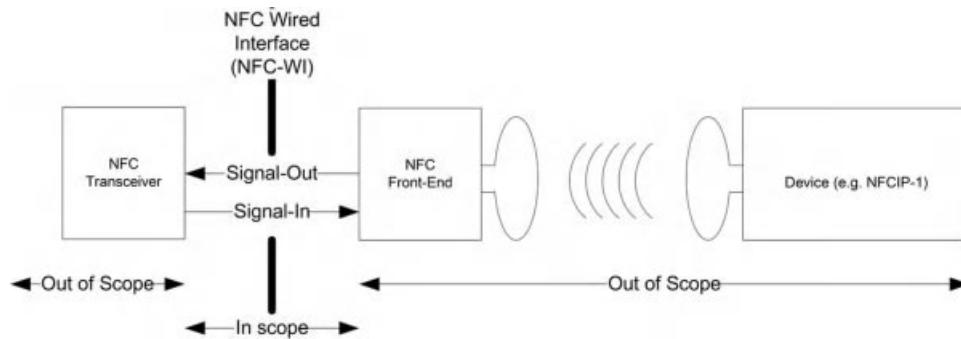 NFC Wired
Interface
(NFC-WI)
NFC
Transceiver
Signal-Out
Signal-In
NFC
Front-End
Device (e.g. NFCIP-1)
Out of Scope
In scope
Out of Scope